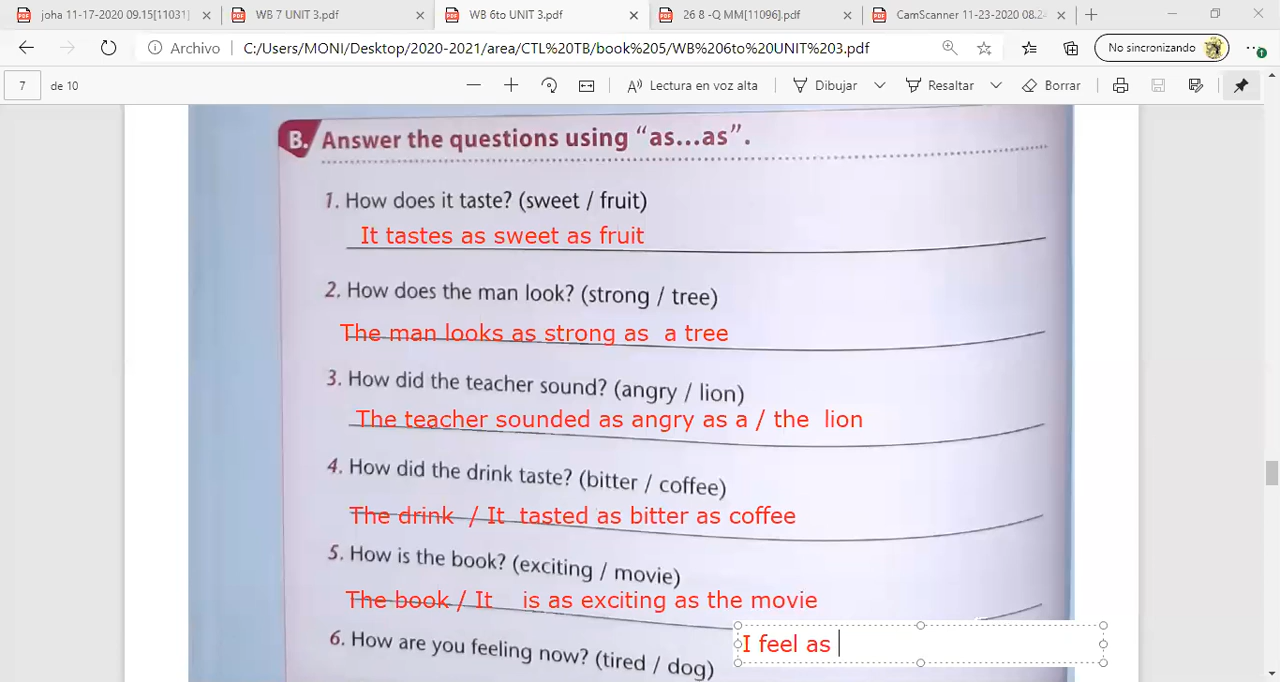 joha 11-17-2020 09.15[11031]
WB 7 UNIT 3.pdf
WB 6to UNIT 3.pdf
26 8 -Q MM[11096].pdf
CamScanner 11-23-2020 08.24
Archivo
C:/Users/MONI/Desktop/2020-2021/area/CTL%20TB/book%205/WB%206to%20UNIT%203.pdf
No sincronizando
7 de 10
Lectura en voz alta
Dibujar
Resaltar
Borrar
B. Answer the questions using “as...as”.
1. How does it taste? (sweet / fruit)
It tastes as sweet as fruit
2. How does the man look? (strong / tree)
The man looks as strong as a tree
3. How did the teacher sound? (angry / lion)
The teacher sounded as angry as a / the lion
4. How did the drink taste? (bitter / coffee)
The drink / It tasted as bitter as coffee
5. How is the book? (exciting / movie)
The book / It is as exciting as the movie
6. How are you feeling now? (tired / dog)
I feel as